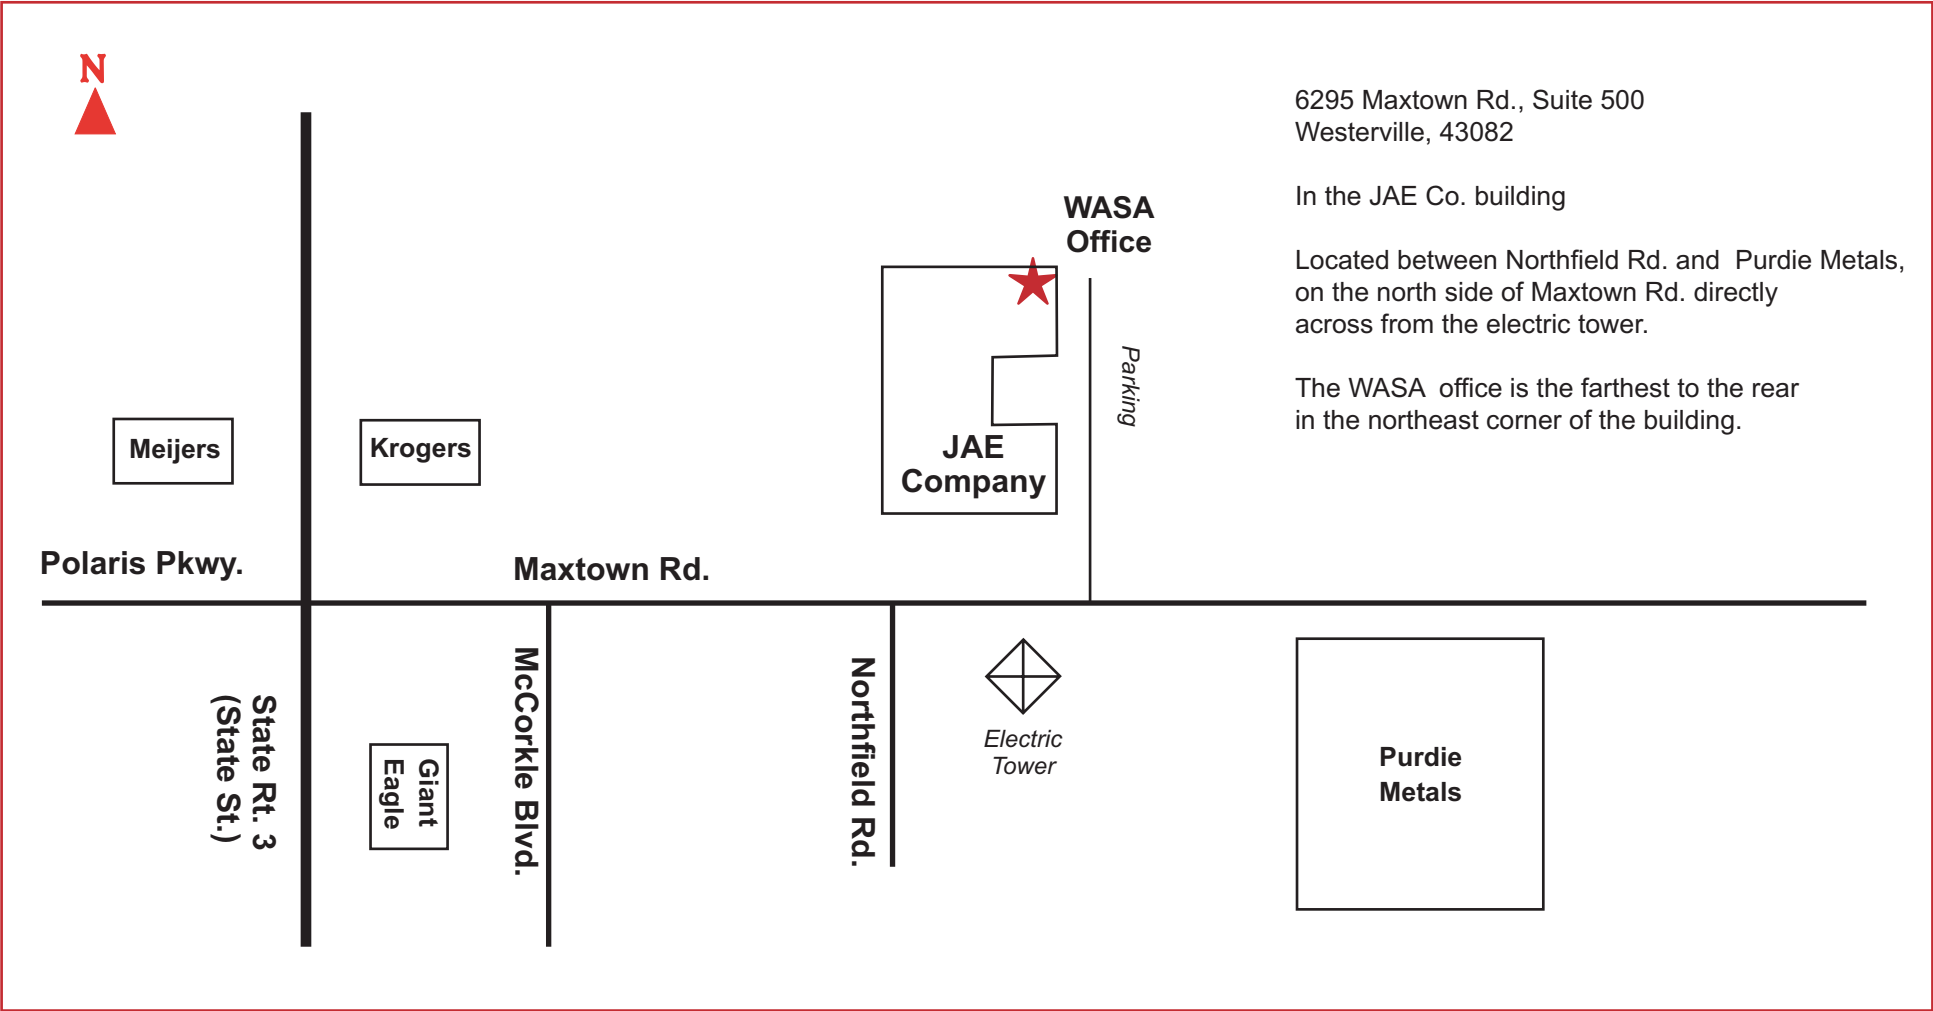 N
6295 Maxtown Rd., Suite 500
Westerville, 43082
In the JAE Co. building
Located between Northfield Rd. and Purdie Metals,
on the north side of Maxtown Rd. directly
across from the electric tower.
The WASA office is the farthest to the rear
in the northeast corner of the building.
WASA
Office
Parking
Meijers
Krogers
JAE
Company
Polaris Pkwy.
Maxtown Rd.
State Rt. 3
(State St.)
Giant
Eagle
McCorkle Blvd.
Northfield Rd.
Electric
Tower
Purdie
Metals